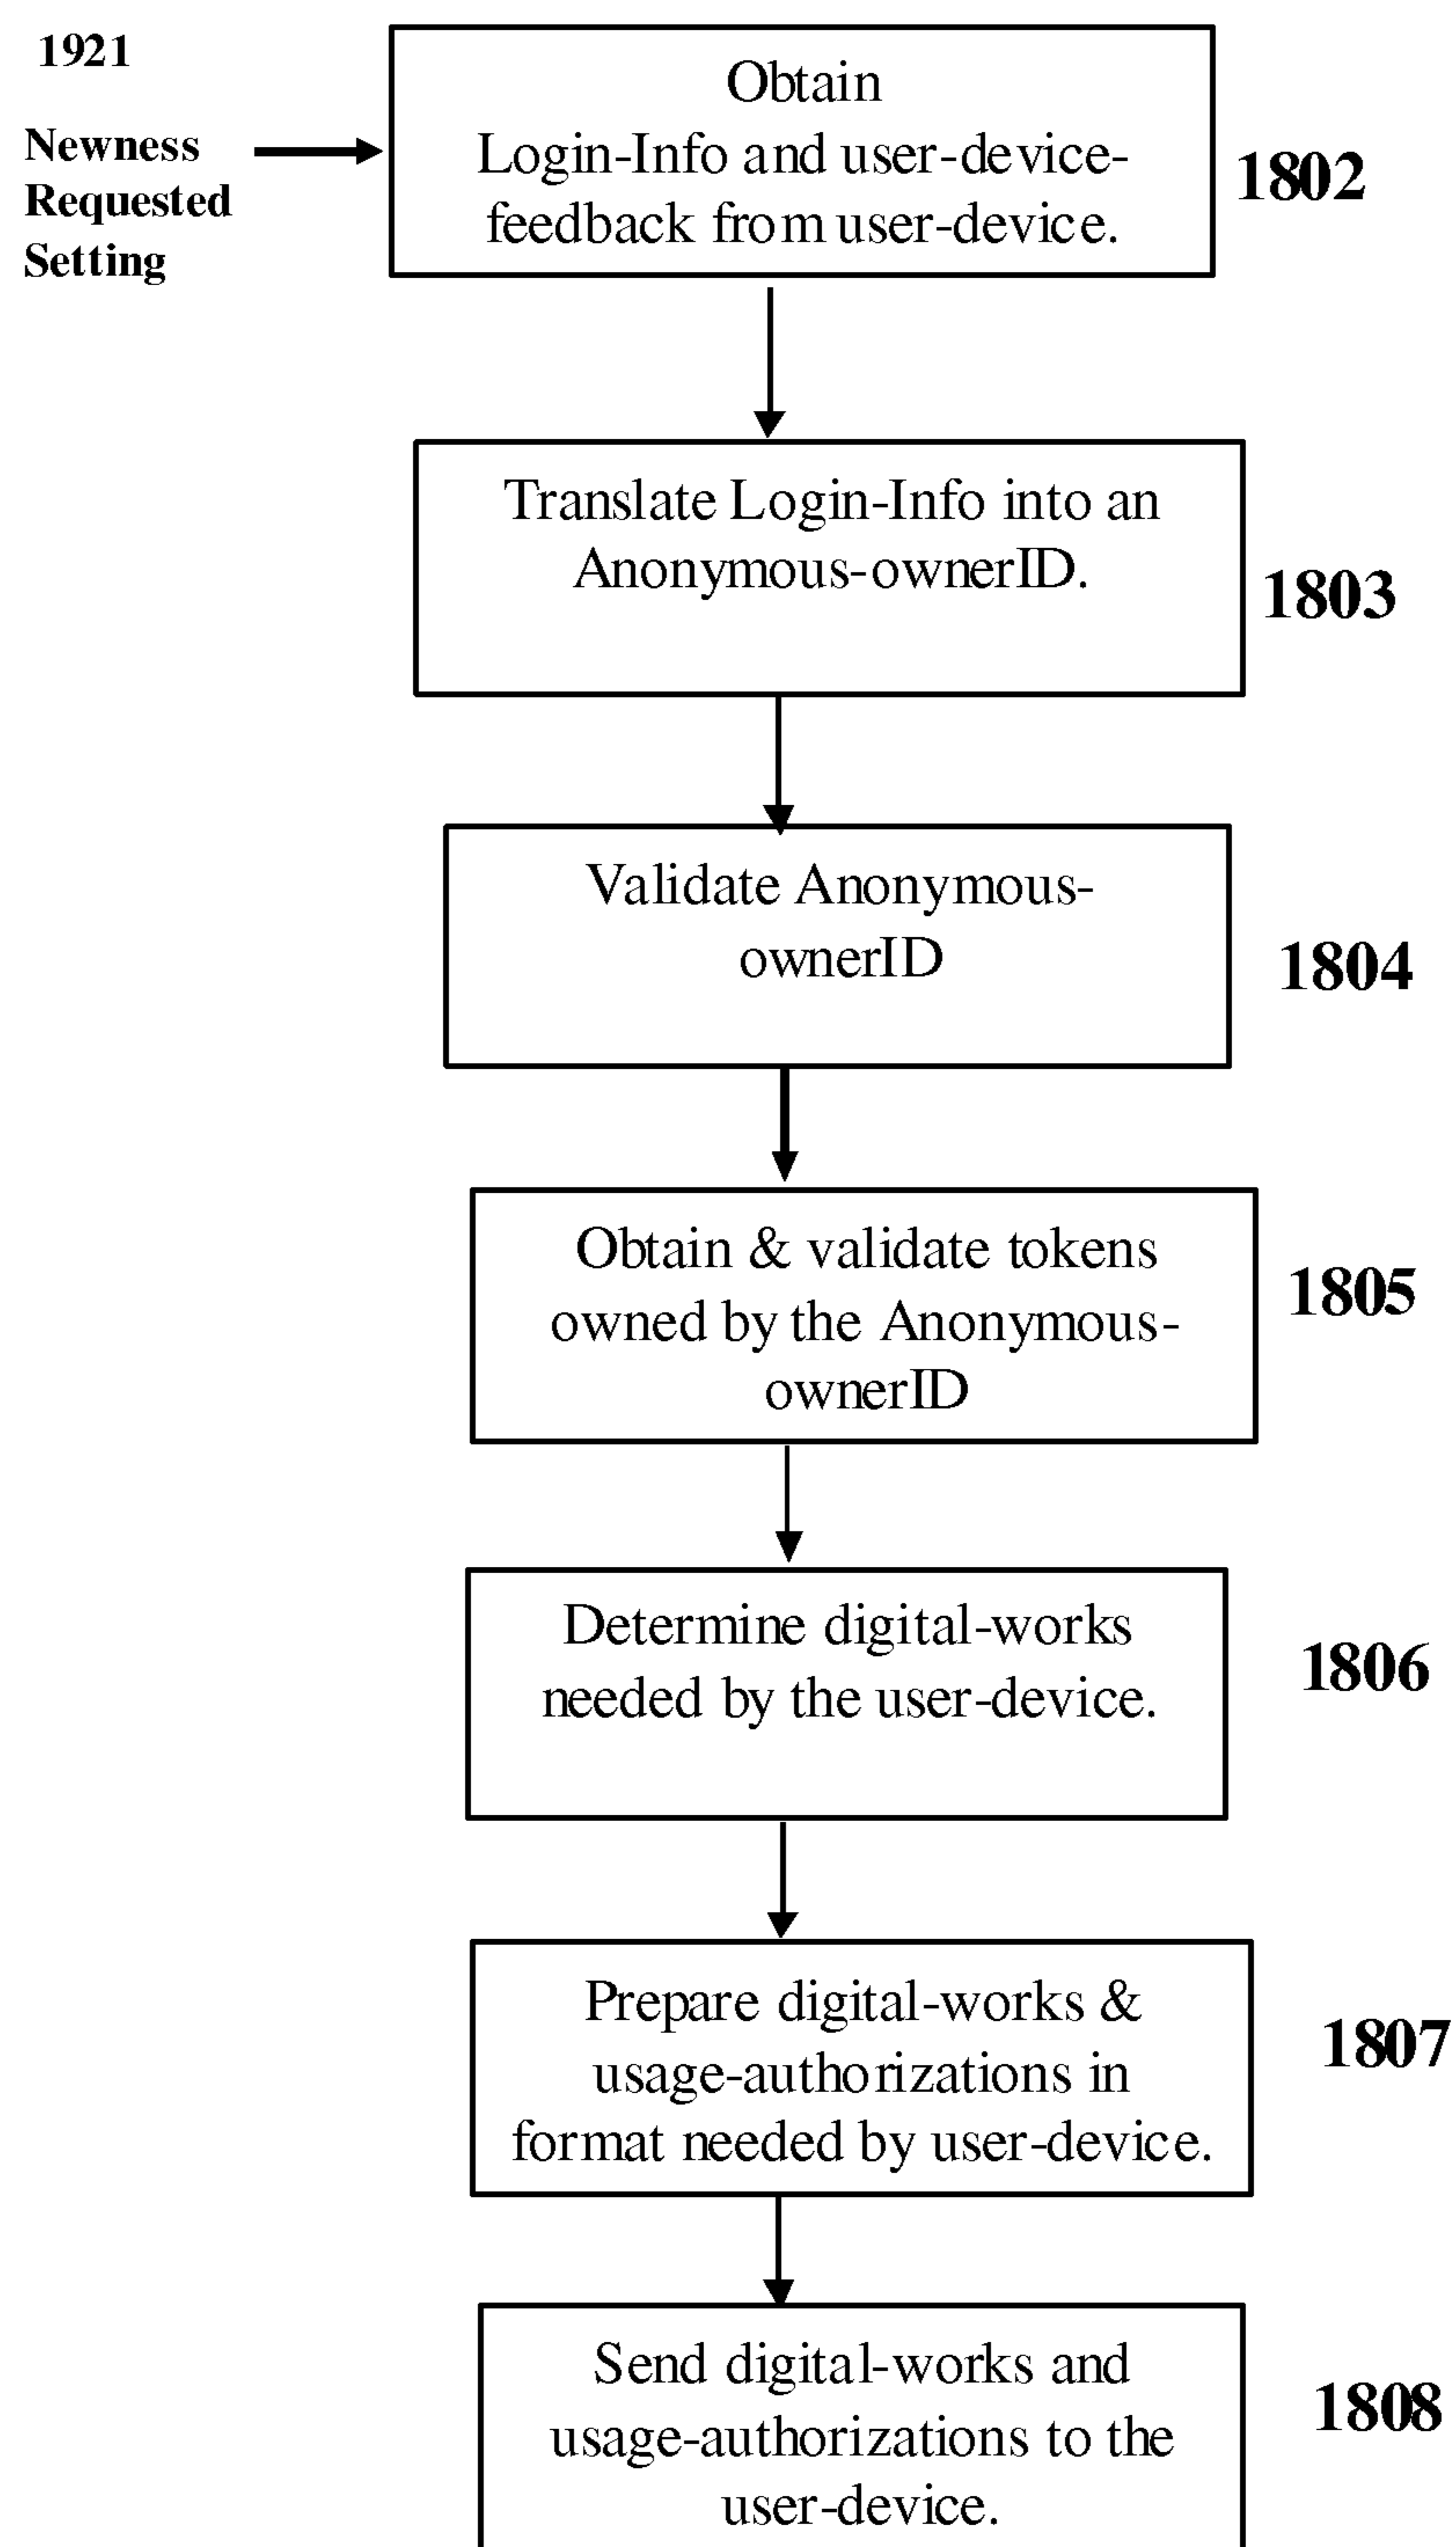 1921
Newness
Requested
Setting
Obtain
Login-Info and user-device-
feedback from user-device.
1802
Translate Login-Info into an
Anonymous-ownerID.
1803
Validate Anonymous-
ownerID
1804
Obtain & validate tokens
owned by the Anonymous-
ownerID
1805
Determine digital-works
needed by the user-device.
1806
Prepare digital-works &
usage-authorizations in
format needed by user-device.
1807
Send digital-works and
usage-authorizations to the
user-device.
1808